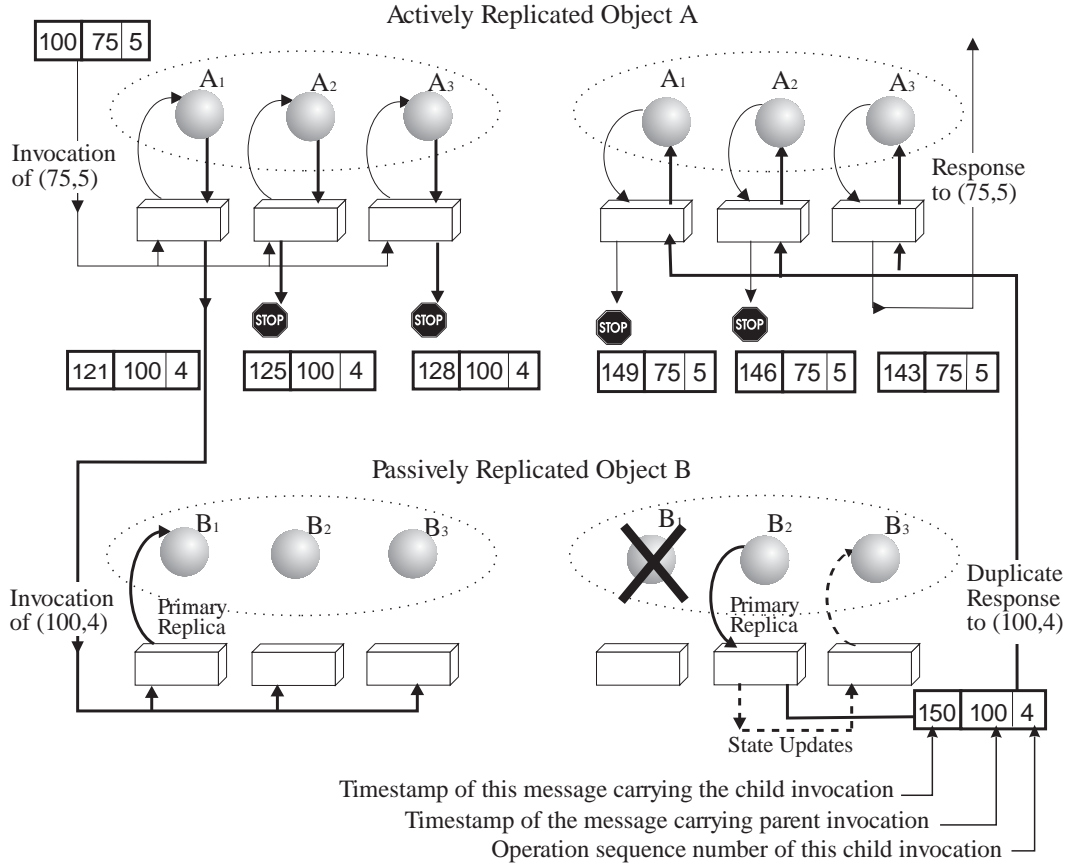 Actively Replicated Object A
100 75 5
A1 A2 A3
A1 A2 A3
Invocation
of (75,5)
Response
to (75,5)
STOP STOP
STOP STOP
121 100 4
125 100 4
128 100 4
149 75 5
146 75 5
143 75 5
Passively Replicated Object B
B1 B2 B3
B1 B2 B3
Invocation
of (100,4)
Primary
Replica
Primary
Replica
Duplicate
Response
to (100,4)
150 100 4
State Updates
Timestamp of this message carrying the child invocation
Timestamp of the message carrying parent invocation
Operation sequence number of this child invocation